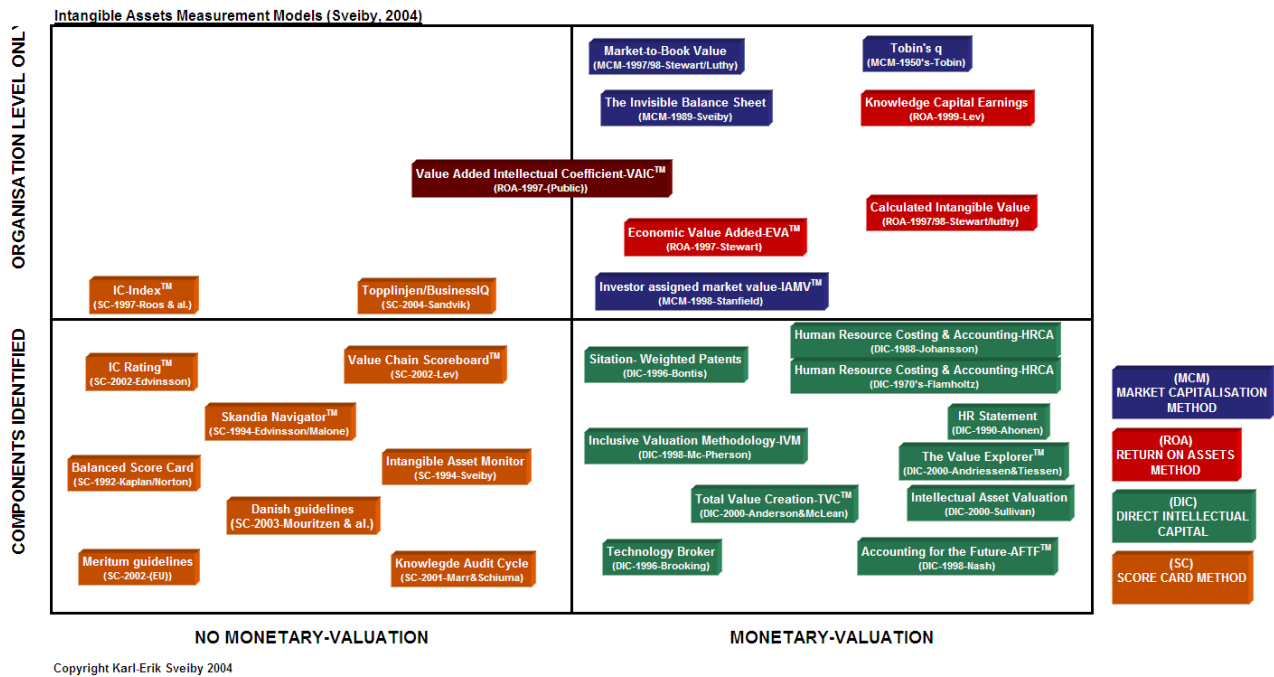 Intangible Assets Measurement Models (Sveiby, 2004)
ORGANISATION LEVEL ONLY
Market-to-Book Value
(MCM-1997/98-Stewart/Luthy)
Tobin's q
(MCM-1950's-Tobin)
The Invisible Balance Sheet
(MCM-1989-Sveiby)
Knowledge Capital Earnings
(ROA-1999-Lev)
Value Added Intellectual Coefficient-VAIC™
(ROA-1997-(Public))
Calculated Intangible Value
(ROA-1997/98-Stewart/luthy)
Economic Value Added-EVA™
(ROA-1997-Stewart)
IC-Index™
(SC-1997-Roos & al.)
Topplinjen/BusinessIQ
(SC-2004-Sandvik)
Investor assigned market value-IAMV™
(MCM-1998-Stanfield)
COMPONENTS IDENTIFIED
IC Rating™
(SC-2002-Edvinsson)
Value Chain Scoreboard™
(SC-2002-Lev)
Skandia Navigator™
(SC-1994-Edvinsson/Malone)
Balanced Score Card
(SC-1992-Kaplan/Norton)
Intangible Asset Monitor
(SC-1994-Sveiby)
Danish guidelines
(SC-2003-Mouritzen & al.)
Meritum guidelines
(SC-2002-(EU))
Knowlegde Audit Cycle
(SC-2001-Marr&Schiuma)
Human Resource Costing & Accounting-HRCA
(DIC-1988-Johansson)
Sitation- Weighted Patents
(DIC-1996-Bontis)
Human Resource Costing & Accounting-HRCA
(DIC-1970's-Flamholtz)
HR Statement
(DIC-1990-Ahonen)
Inclusive Valuation Methodology-IVM
(DIC-1998-Mc-Pherson)
The Value Explorer™
(DIC-2000-Andriessen&Tiessen)
Total Value Creation-TVC™
(DIC-2000-Anderson&McLean)
Intellectual Asset Valuation
(DIC-2000-Sullivan)
Technology Broker
(DIC-1996-Brooking)
Accounting for the Future-AFTF™
(DIC-1998-Nash)
(MCM)
MARKET CAPITALISATION
METHOD
(ROA)
RETURN ON ASSETS
METHOD
(DIC)
DIRECT INTELLECTUAL
CAPITAL
(SC)
SCORE CARD METHOD
NO MONETARY-VALUATION
MONETARY-VALUATION
Copyright Karl-Erik Sveiby 2004